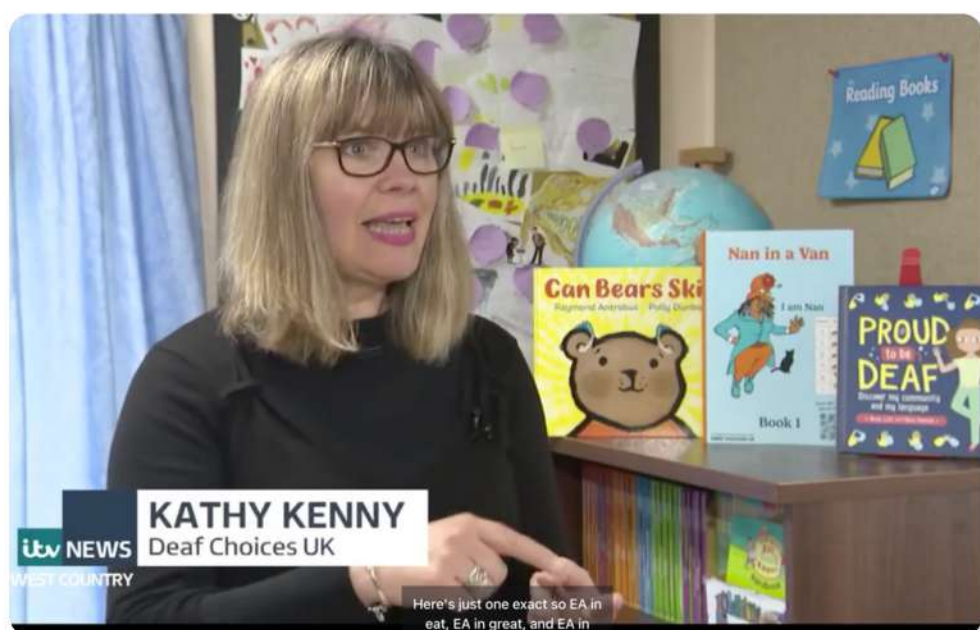 Reading Books
Can Bears Ski
Raymond Antrobus
Nan in a Van
I am Nan
Book 1
PROUD
to be
DEAF
Discover my community
and my language
KATHY KENNY
Deaf Choices UK
itv NEWS
WEST COUNTRY
Here's just one exact so EA in
eat, EA in great, and EA in